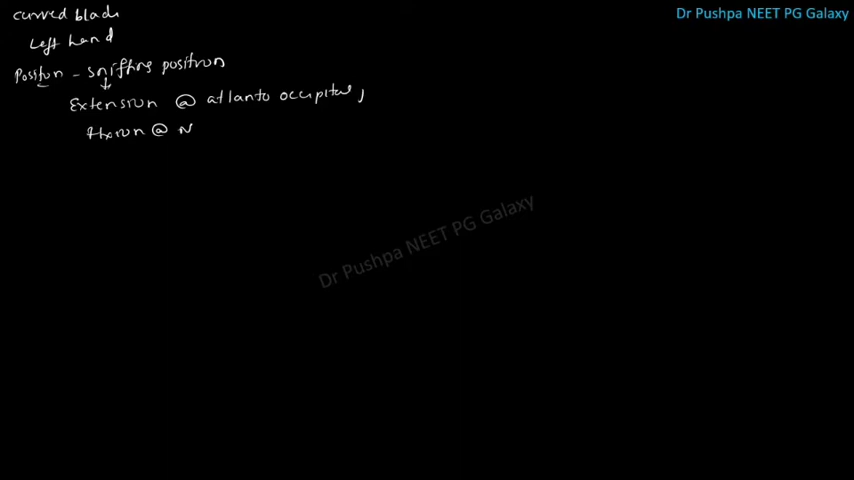 curved blade
Dr Pushpa NEET PG Galaxy
Left hand
Position - sniffing position
Extension @ atlanto occipital,
flexion @ N
Dr Pushpa NEET PG Galaxy